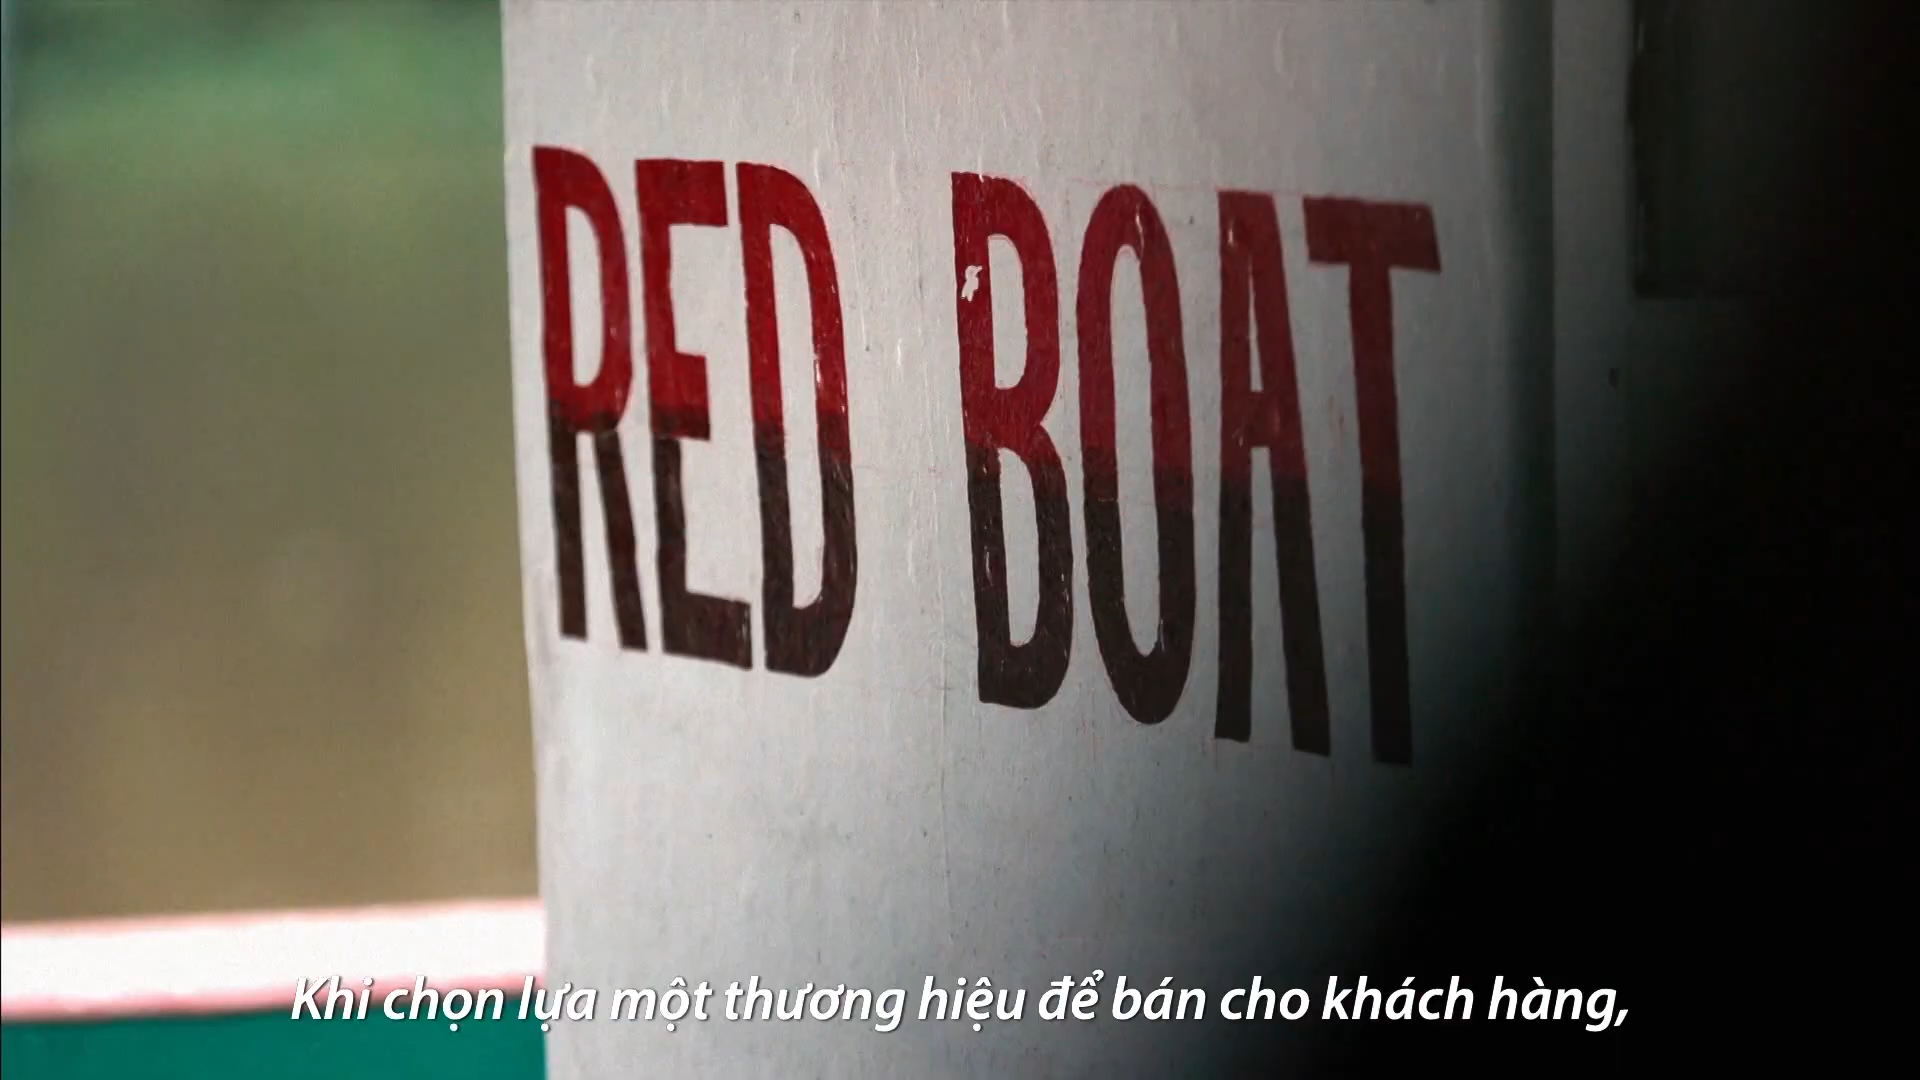 RED BOAT
Khi chọn lựa một thương hiệu để bán cho khách hàng,